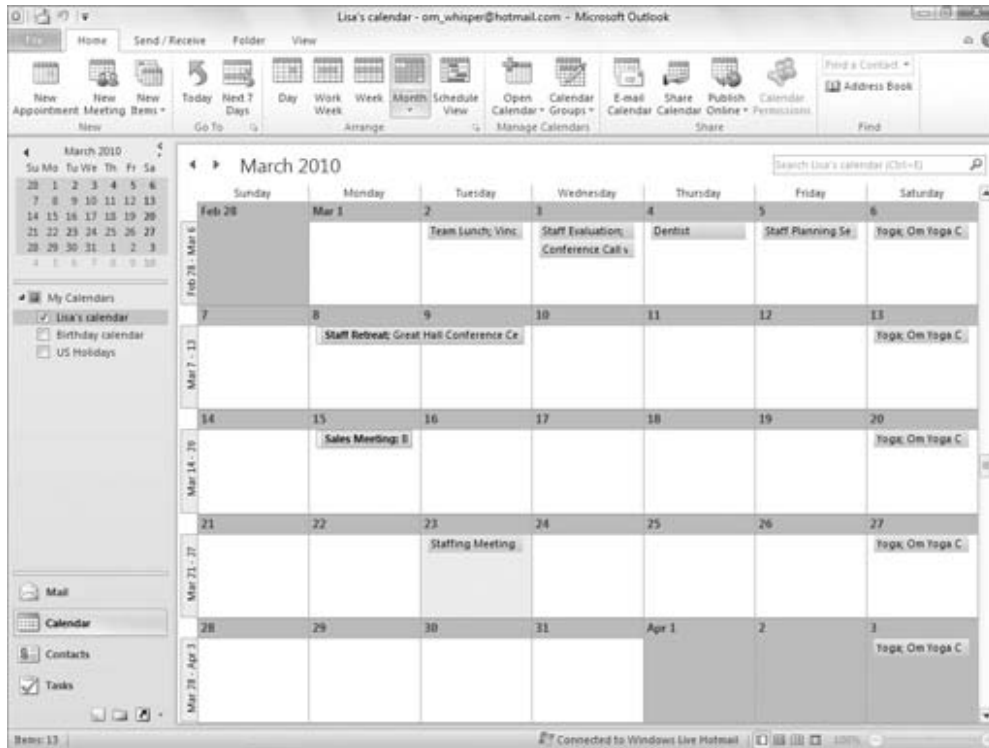 Lisa's calendar - om_whisper@hotmail.com - Microsoft Outlook
File Home Send / Receive Folder View
New Appointment
New Meeting
New Items
Today
Next 7 Days
Day
Work Week
Week
Month
Schedule View
Open Calendar
Calendar Groups
E-mail Calendar
Share Calendar
Publish Online
Calendar Permissions
Find a Contact
Address Book
New Go To Arrange Manage Calendars Share Find
March 2010
Su Mo Tu We Th Fr Sa
28 1 2 3 4 5 6
7 8 9 10 11 12 13
14 15 16 17 18 19 20
21 22 23 24 25 26 27
28 29 30 31 1 2 3
4 5 6 7 8 9 10
My Calendars
Lisa's calendar
Birthday calendar
US Holidays
Mail
Calendar
Contacts
Tasks
March 2010
Search Lisa's calendar (Ctrl+E)
Sunday Monday Tuesday Wednesday Thursday Friday Saturday
Feb 28 - Mar 6
Feb 28 Mar 1 2 3 4 5 6
Team Lunch; Vinc
Staff Evaluation;
Conference Call
Dentist
Staff Planning Se
Yoga; Om Yoga C
Mar 7 - 13
7 8 9 10 11 12 13
Staff Retreat; Great Hall Conference Ce
Yoga; Om Yoga C
Mar 14 - 20
14 15 16 17 18 19 20
Sales Meeting;
Yoga; Om Yoga C
Mar 21 - 27
21 22 23 24 25 26 27
Staffing Meeting
Yoga; Om Yoga C
Mar 28 - Apr 3
28 29 30 31 Apr 1 2 3
Yoga; Om Yoga C
Items: 13
Connected to Windows Live Hotmail
100%